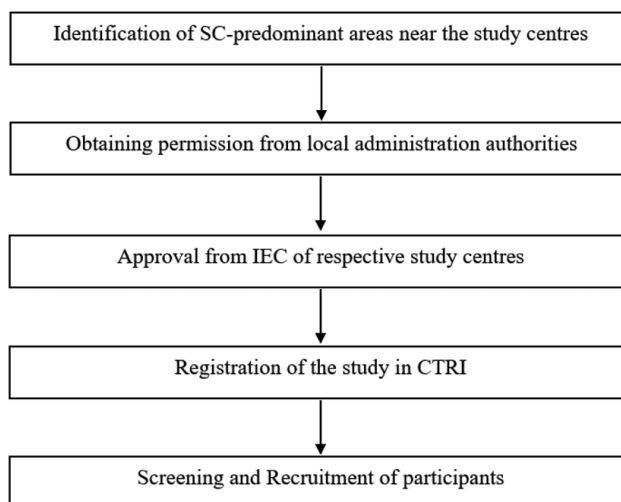 Identification of SC-predominant areas near the study centres
Obtaining permission from local administration authorities
Approval from IEC of respective study centres
Registration of the study in CTRI
Screening and Recruitment of participants